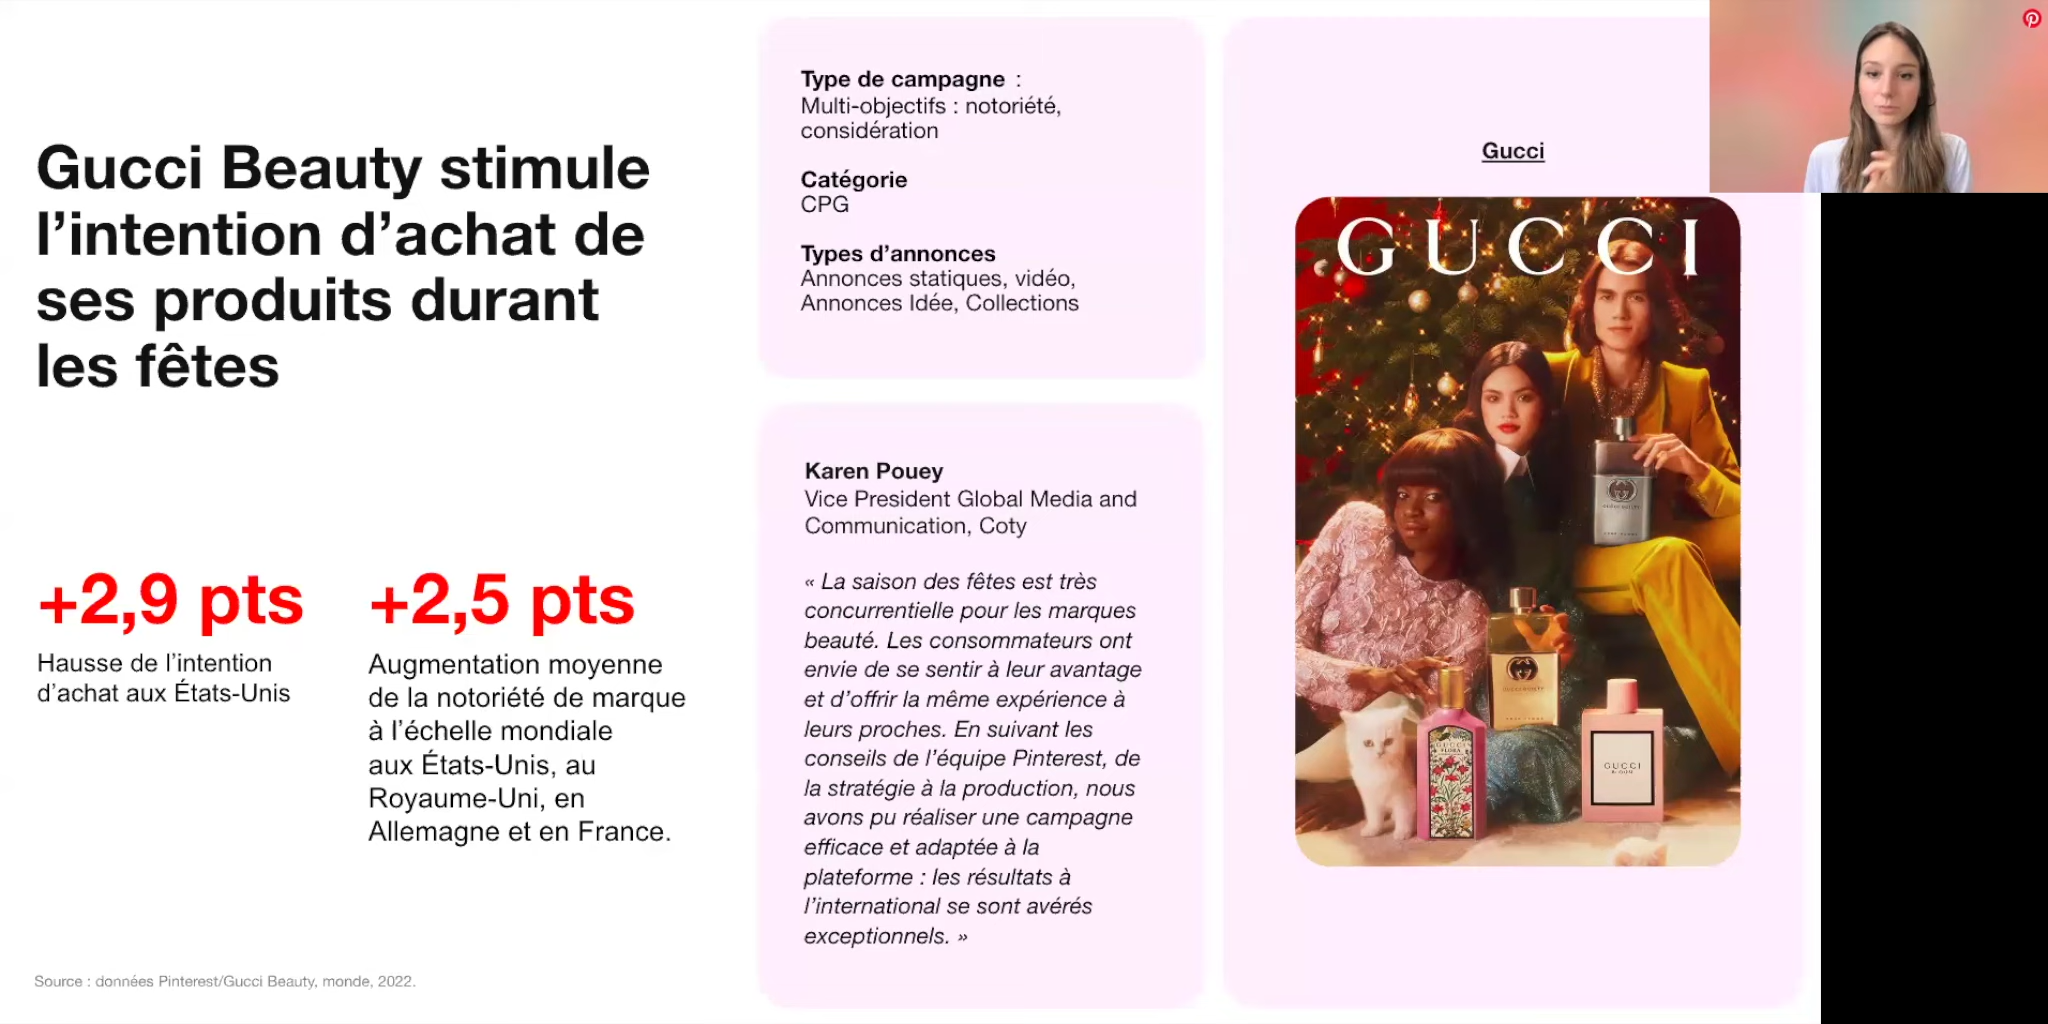 Gucci Beauty stimule
l’intention d’achat de
ses produits durant
les fêtes
+2,9 pts
Hausse de l’intention
d’achat aux États-Unis
+2,5 pts
Augmentation moyenne
de la notoriété de marque
à l’échelle mondiale
aux États-Unis, au
Royaume-Uni, en
Allemagne et en France.
Source : données Pinterest/Gucci Beauty, monde, 2022.
Type de campagne :
Multi-objectifs : notoriété,
considération
Catégorie
CPG
Types d’annonces
Annonces statiques, vidéo,
Annonces Idée, Collections
Karen Pouey
Vice President Global Media and
Communication, Coty
« La saison des fêtes est très
concurrentielle pour les marques
beauté. Les consommateurs ont
envie de se sentir à leur avantage
et d’offrir la même expérience à
leurs proches. En suivant les
conseils de l’équipe Pinterest, de
la stratégie à la production, nous
avons pu réaliser une campagne
efficace et adaptée à la
plateforme : les résultats à
l’international se sont avérés
exceptionnels. »
Gucci
GUCCI
GUCCI
FLORA
GUCCI
BLOOM